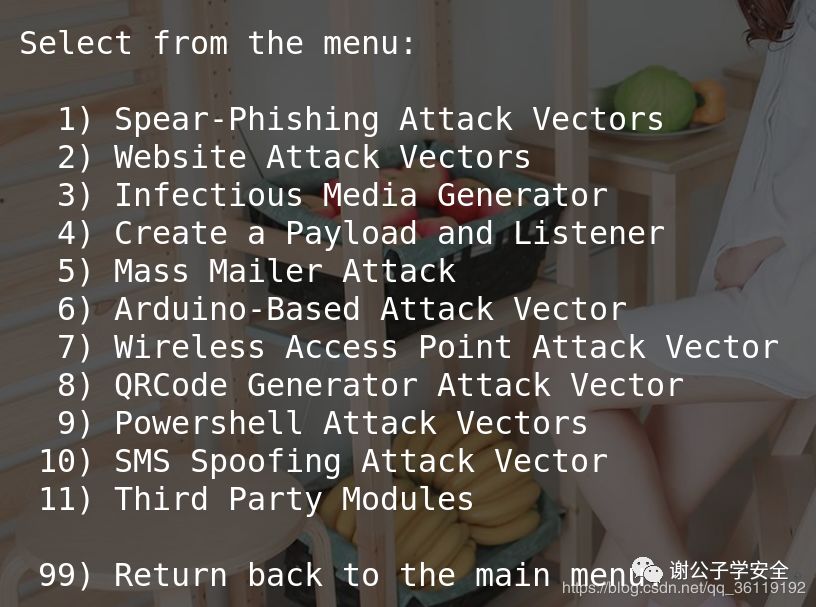 Select from the menu:
1) Spear-Phishing Attack Vectors
2) Website Attack Vectors
3) Infectious Media Generator
4) Create a Payload and Listener
5) Mass Mailer Attack
6) Arduino-Based Attack Vector
7) Wireless Access Point Attack Vector
8) QRCode Generator Attack Vector
9) Powershell Attack Vectors
10) SMS Spoofing Attack Vector
11) Third Party Modules
99) Return back to the main menu.
谢公子学安全
https://blog.csdn.net/qq_36119192